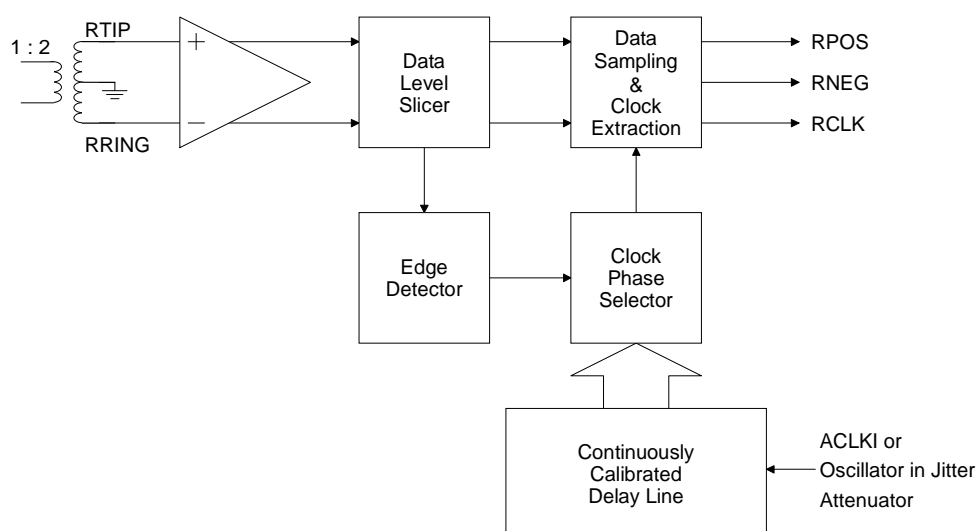 1 : 2
RTIP
RRING
+
−
Data
Level
Slicer
Data
Sampling
&
Clock
Extraction
RPOS
RNEG
RCLK
Edge
Detector
Clock
Phase
Selector
Continuously
Calibrated
Delay Line
ACLKI or
Oscillator in Jitter
Attenuator